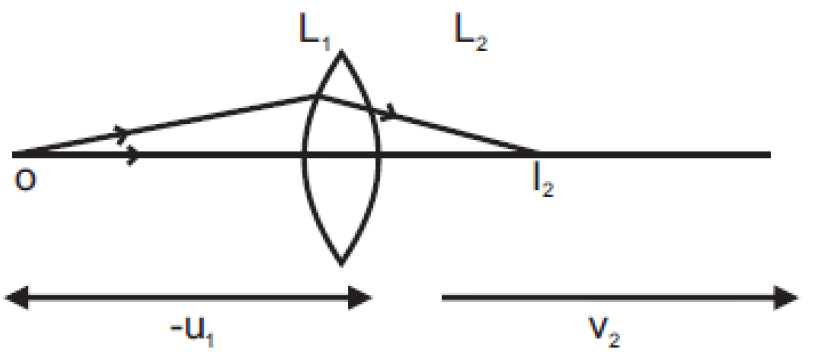 L₁ L₂
O I₂
-u₁ v₂